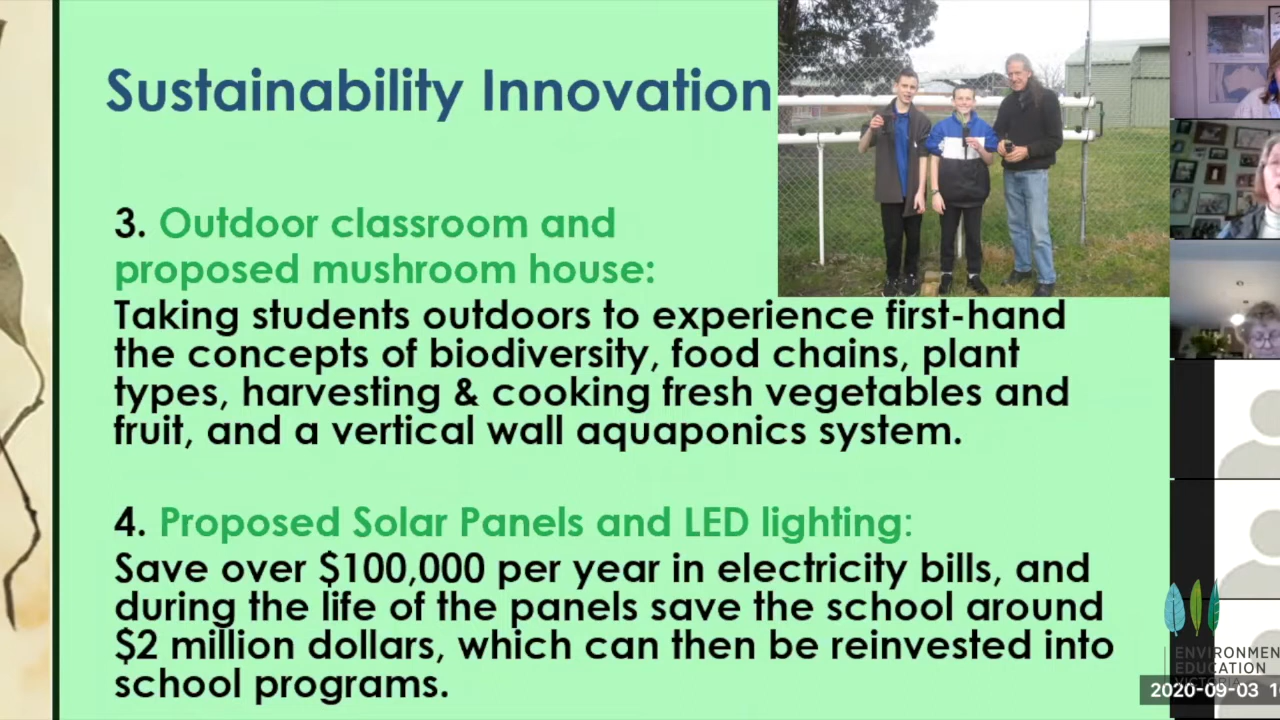 Sustainability Innovation
3. Outdoor classroom and
proposed mushroom house:
Taking students outdoors to experience first-hand
the concepts of biodiversity, food chains, plant
types, harvesting & cooking fresh vegetables and
fruit, and a vertical wall aquaponics system.
4. Proposed Solar Panels and LED lighting:
Save over $100,000 per year in electricity bills, and
during the life of the panels save the school around
$2 million dollars, which can then be reinvested into
school programs.
ENVIRONMEN
EDUCATION
VICTORIA
2020-09-03